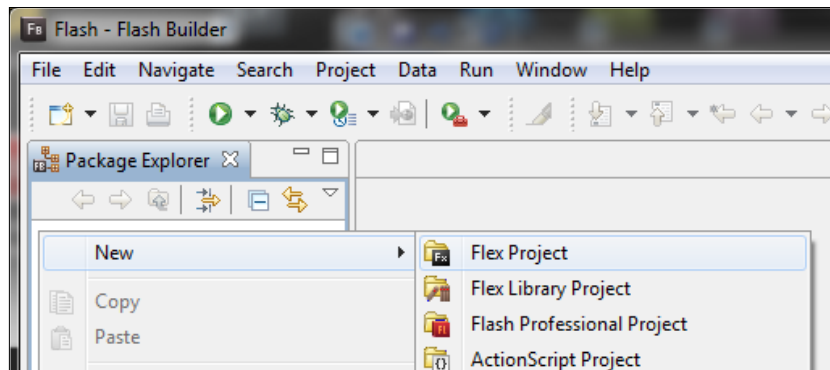 Flash - Flash Builder
File Edit Navigate Search Project Data Run Window Help
Package Explorer
New
Flex Project
Flex Library Project
Copy
Flash Professional Project
Paste
ActionScript Project